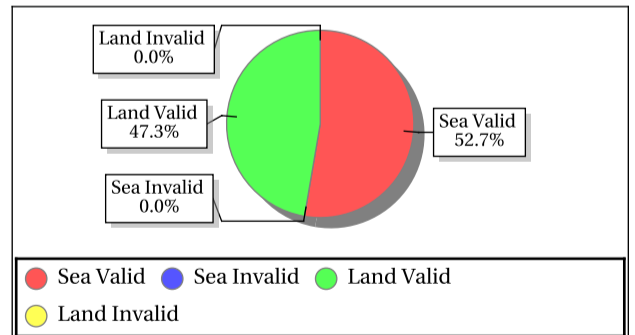 Land Invalid
0.0%
Land Valid
47.3%
Sea Valid
52.7%
Sea Invalid
0.0%
Sea Valid Sea Invalid Land Valid
Land Invalid